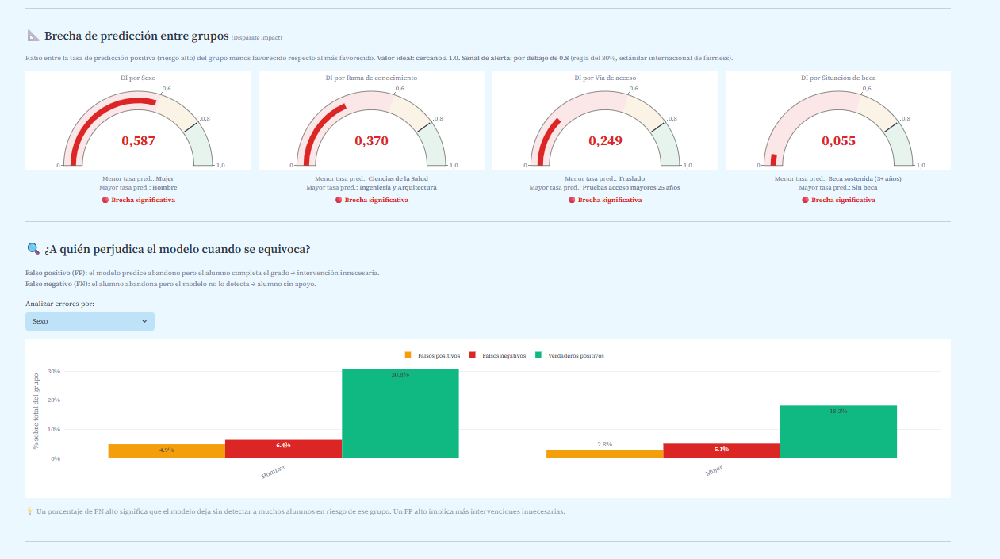 Brecha de predicción entre grupos (Disparate Impact)
Ratio entre la tasa de predicción positiva (riesgo alto) del grupo menos favorecido respecto al más favorecido. Valor ideal: cercano a 1.0. Señal de alerta: por debajo de 0.8 (regla del 80%, estándar internacional de fairness).
DI por Sexo
0,6
0,8
0,587
0
1,0
Menor tasa pred.: Mujer
Mayor tasa pred.: Hombre
Brecha significativa
DI por Rama de conocimiento
0,6
0,8
0,370
0
1,0
Menor tasa pred.: Ciencias de la Salud
Mayor tasa pred.: Ingeniería y Arquitectura
Brecha significativa
DI por Vía de acceso
0,6
0,8
0,249
0
1,0
Menor tasa pred.: Traslado
Mayor tasa pred.: Pruebas acceso mayores 25 años
Brecha significativa
DI por Situación de beca
0,6
0,8
0,055
0
1,0
Menor tasa pred.: Beca sostenida (3+ años)
Mayor tasa pred.: Sin beca
Brecha significativa
¿A quién perjudica el modelo cuando se equivoca?
Falso positivo (FP): el modelo predice abandono pero el alumno completa el grado → intervención innecesaria.
Falso negativo (FN): el alumno abandona pero el modelo no lo detecta → alumno sin apoyo.
Analizar errores por:
Sexo
Falsos positivos Falsos negativos Verdaderos positivos
% sobre total del grupo
30%
20%
10%
0%
4.9%
6.4%
30.8%
2.8%
5.1%
18.2%
Hombre
Mujer
Un porcentaje de FN alto significa que el modelo deja sin detectar a muchos alumnos en riesgo de ese grupo. Un FP alto implica más intervenciones innecesarias.